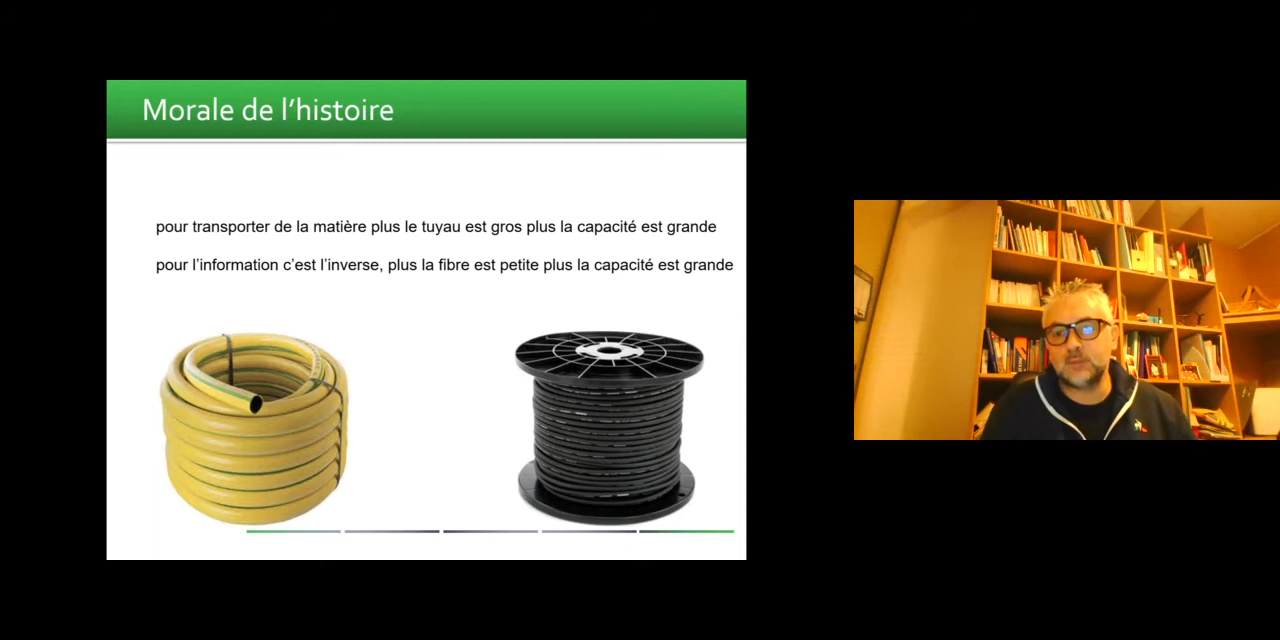 Morale de l’histoire
pour transporter de la matière plus le tuyau est gros plus la capacité est grande
pour l’information c’est l’inverse, plus la fibre est petite plus la capacité est grande